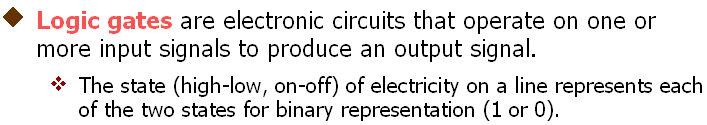 Logic gates are electronic circuits that operate on one or
more input signals to produce an output signal.
The state (high-low, on-off) of electricity on a line represents each
of the two states for binary representation (1 or 0).